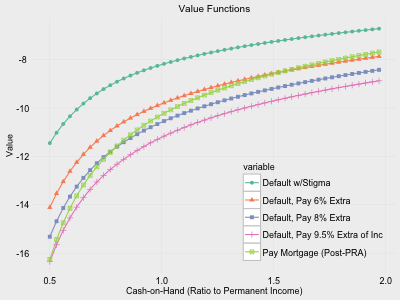 Value Functions
-8
-10
-12
-14
-16
Value
variable
Default w/Stigma
Default, Pay 6% Extra
Default, Pay 8% Extra
Default, Pay 9.5% Extra of Inc
Pay Mortgage (Post-PRA)
0.5 1.0 1.5 2.0
Cash-on-Hand (Ratio to Permanent Income)